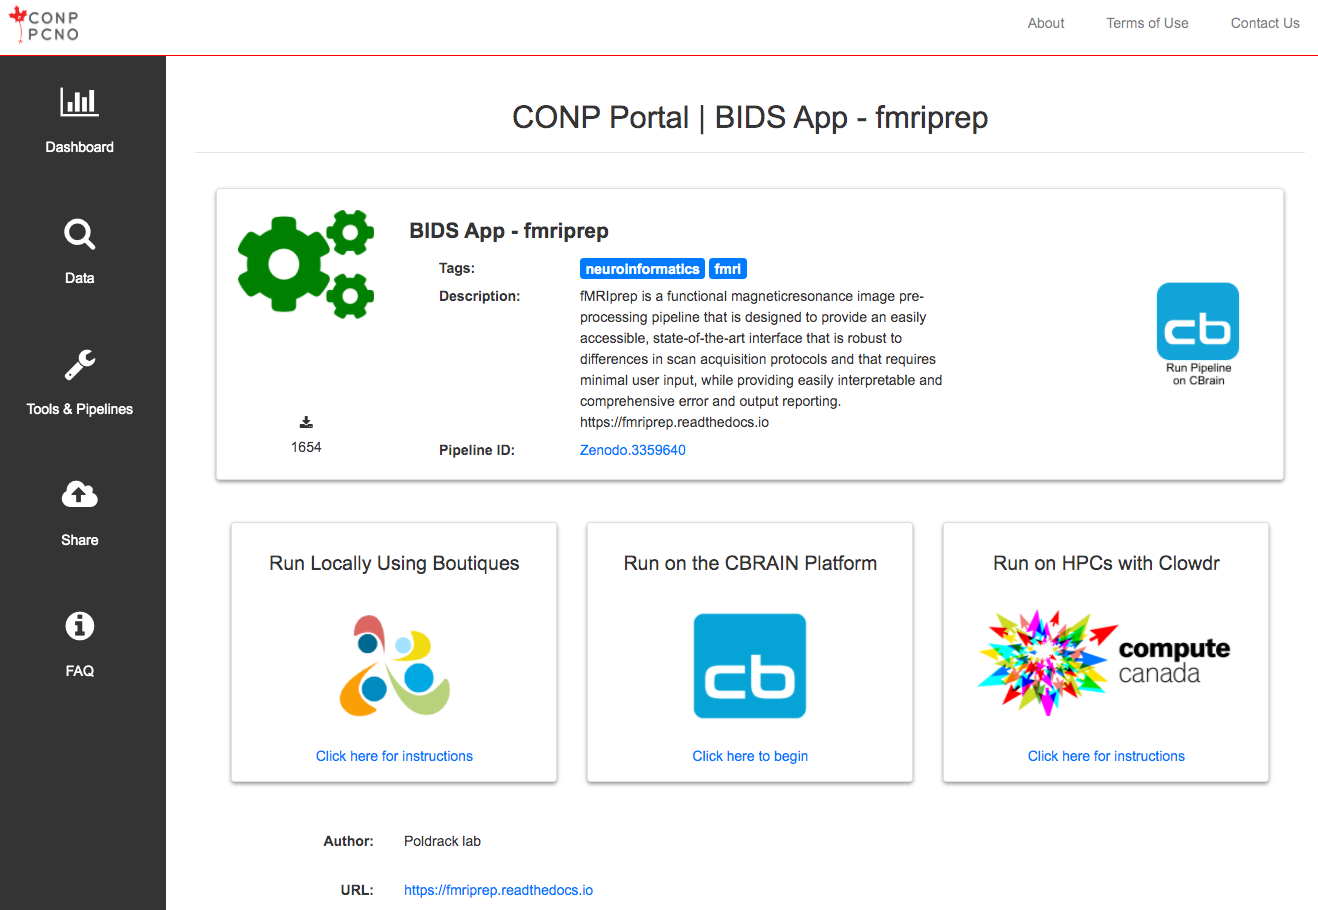 CONP
PCNO
About
Terms of Use
Contact Us
Dashboard
Data
Tools & Pipelines
Share
FAQ
CONP Portal | BIDS App - fmriprep
BIDS App - fmriprep
Tags:
neuroinformatics fmri
Description:
fMRIprep is a functional magneticresonance image pre-
processing pipeline that is designed to provide an easily
accessible, state-of-the-art interface that is robust to
differences in scan acquisition protocols and that requires
minimal user input, while providing easily interpretable and
comprehensive error and output reporting.
https://fmriprep.readthedocs.io
1654
Pipeline ID:
Zenodo.3359640
cb
Run Pipeline
on CBrain
Run Locally Using Boutiques
Click here for instructions
Run on the CBRAIN Platform
cb
Click here to begin
Run on HPCs with Clowdr
compute
canada
Click here for instructions
Author:
Poldrack lab
URL:
https://fmriprep.readthedocs.io